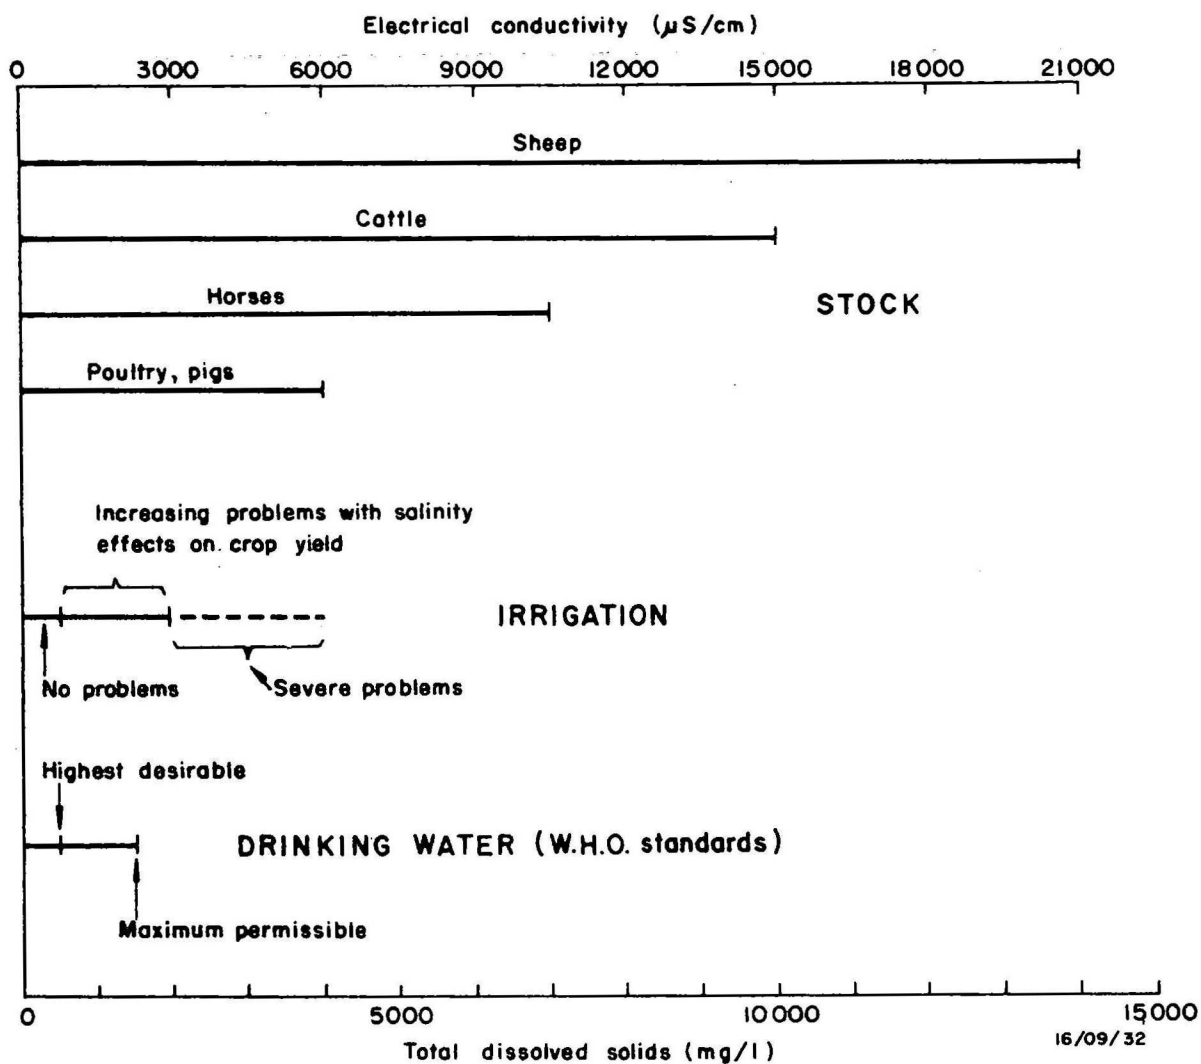 Electrical conductivity (µS/cm)
0 3000 6000 9000 12000 15000 18000 21000
Sheep
Cattle
Horses
STOCK
Poultry, pigs
Increasing problems with salinity
effects on crop yield
IRRIGATION
No problems
Severe problems
Highest desirable
DRINKING WATER (W.H.O. standards)
Maximum permissible
0 5000 10000 15000
16/09/32
Total dissolved solids (mg/l)